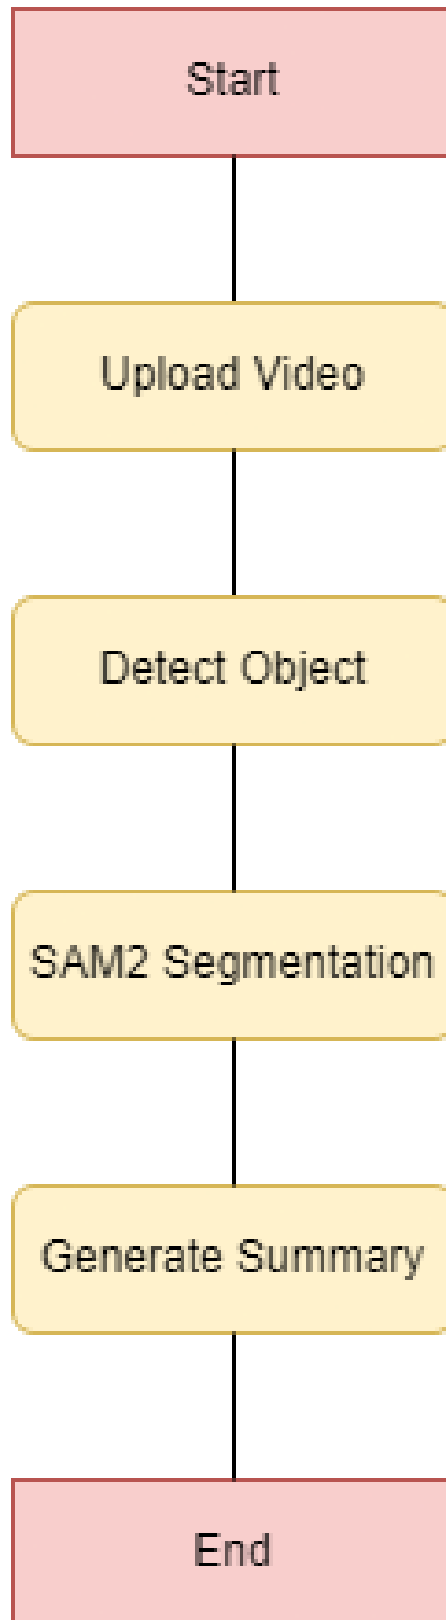 Start
Upload Video
Detect Object
SAM2 Segmentation
Generate Summary
End